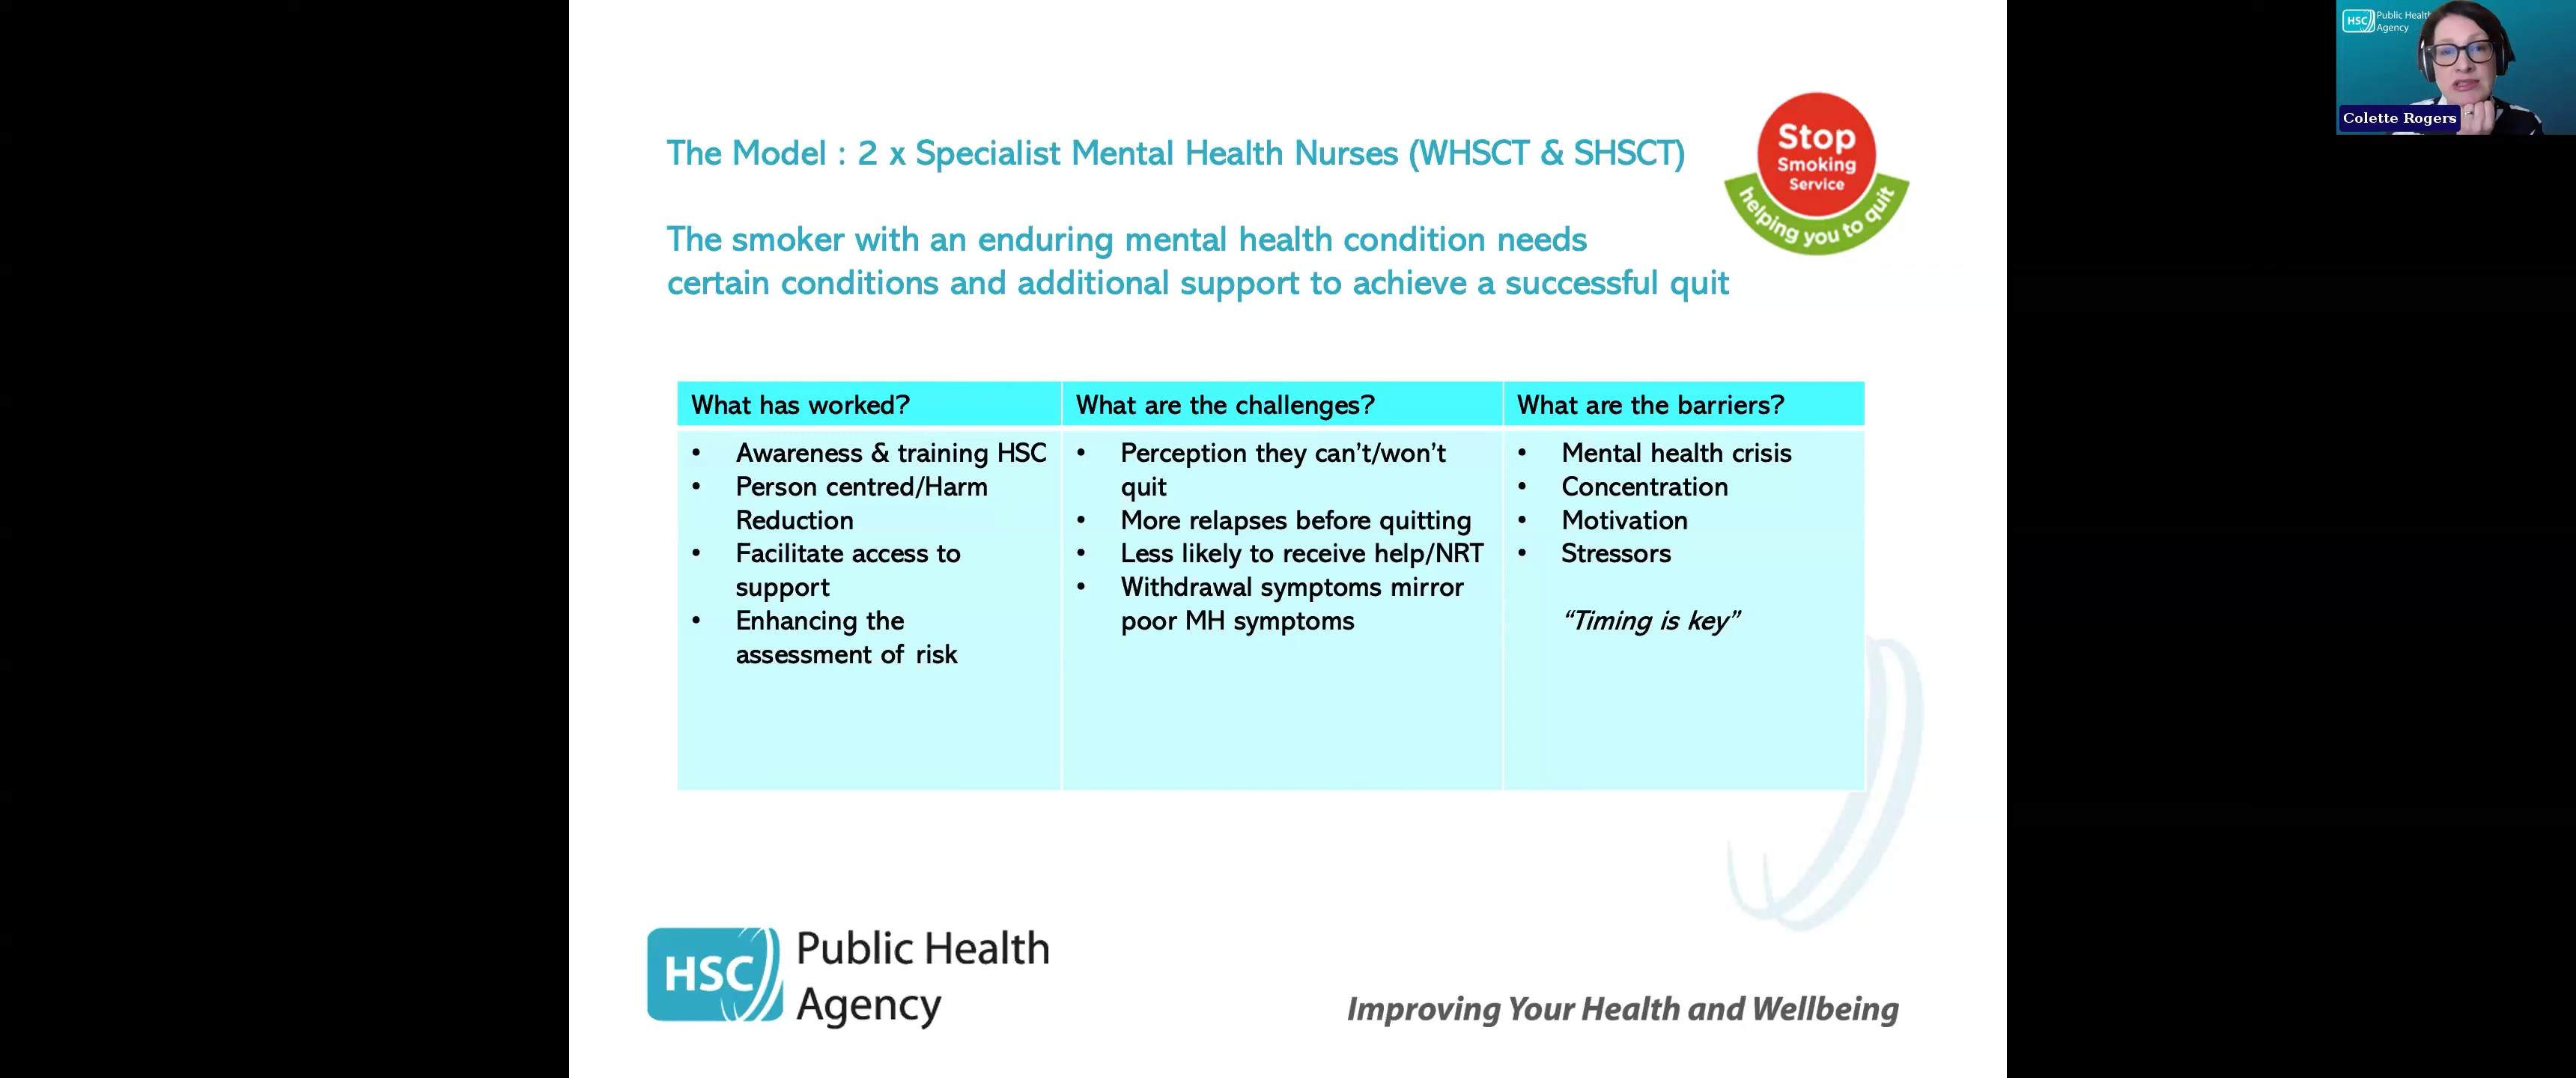 The Model : 2 x Specialist Mental Health Nurses (WHSCT & SHSCT)
The smoker with an enduring mental health condition needs
certain conditions and additional support to achieve a successful quit
Stop
Smoking
Service
helping you to quit
What has worked?
• Awareness & training HSC
• Person centred/Harm
Reduction
• Facilitate access to
support
• Enhancing the
assessment of risk
What are the challenges?
• Perception they can’t/won’t
quit
• More relapses before quitting
• Less likely to receive help/NRT
• Withdrawal symptoms mirror
poor MH symptoms
What are the barriers?
• Mental health crisis
• Concentration
• Motivation
• Stressors
“Timing is key”
HSC
Public Health
Agency
Improving Your Health and Wellbeing
HSC
Public Health
Agency
Colette Rogers